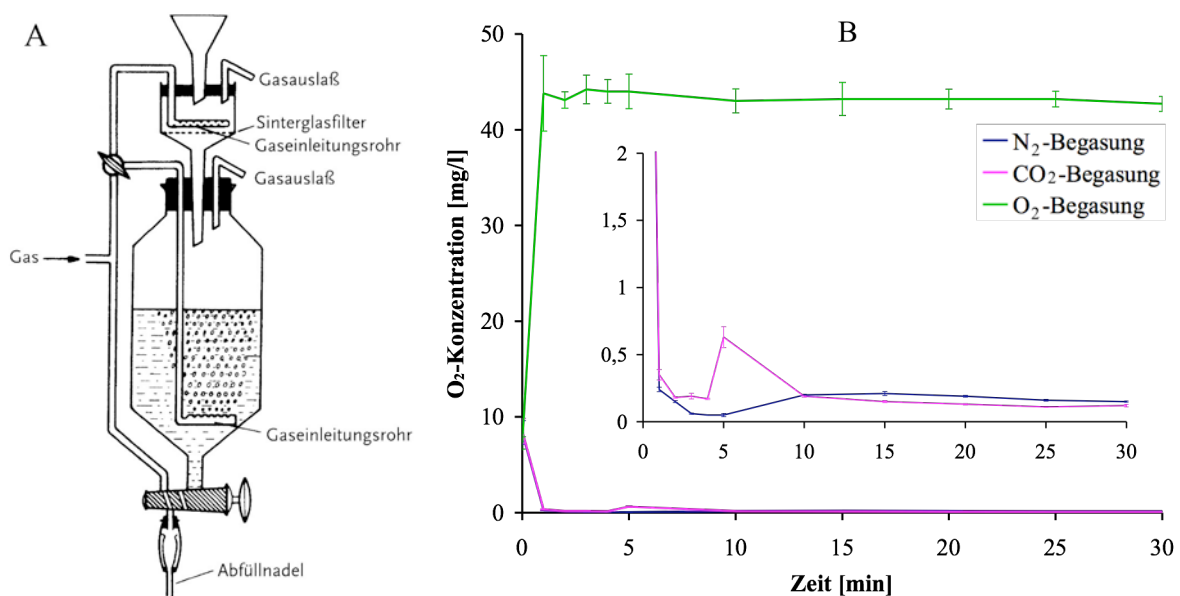 A
Gasauslaß
Sinterglasfilter
Gaseinleitungsrohr
Gasauslaß
Gas
Gaseinleitungsrohr
Abfüllnadel
B
50
40
30
20
10
0
O₂-Konzentration [mg/l]
N₂-Begasung
CO₂-Begasung
O₂-Begasung
2
1,5
1
0,5
0
0 5 10 15 20 25 30
0 5 10 15 20 25 30
Zeit [min]